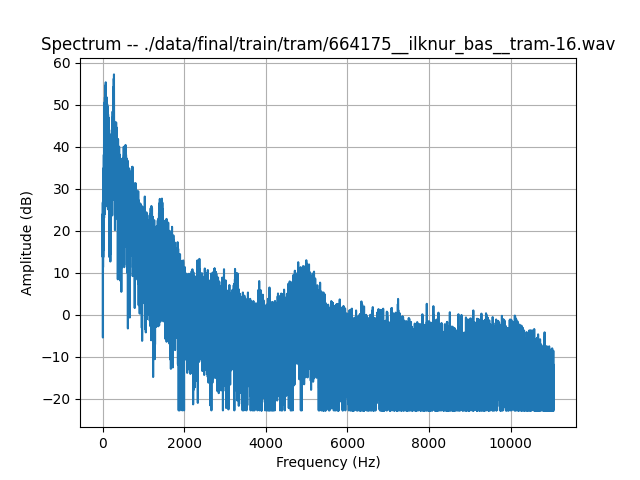 Spectrum -- ./data/final/train/tram/664175__ilknur_bas__tram-16.wav
60
50
40
30
20
10
0
−10
−20
Amplitude (dB)
0 2000 4000 6000 8000 10000
Frequency (Hz)